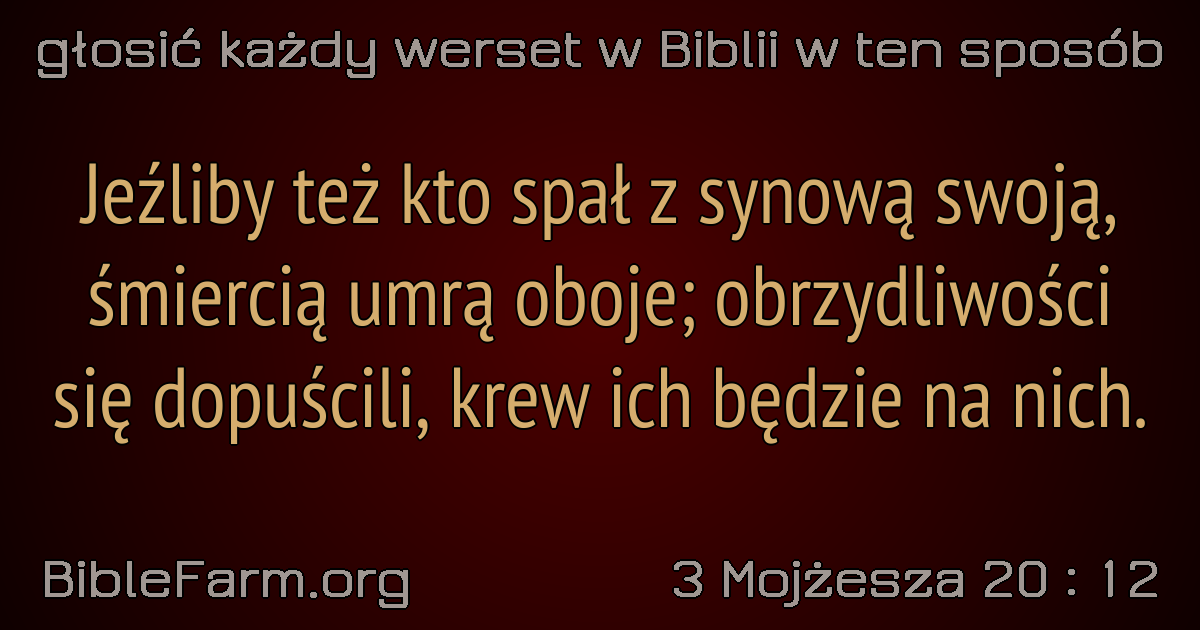 głosić każdy werset w Biblii w ten sposób
Jeźliby też kto spał z synową swoją,
śmiercią umrą oboje; obrzydliwości
się dopuścili, krew ich będzie na nich.
BibleFarm.org
3 Mojżesza 20 : 12